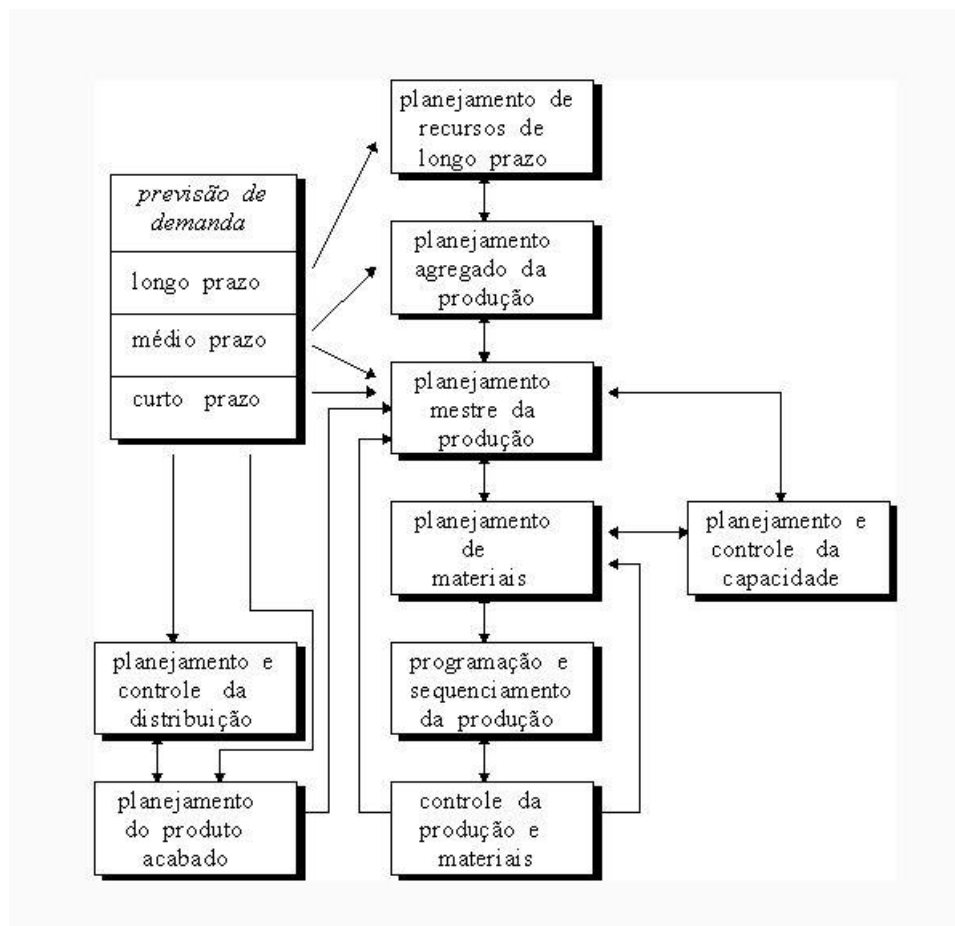 planejamento de
recursos de
longo prazo
previsão de
demanda
longo prazo
médio prazo
curto prazo
planejamento
agregado da
produção
planejamento
mestre da
produção
planejamento
de
materiais
planejamento e
controle da
capacidade
planejamento e
controle da
distribuição
programação e
sequenciamento
da produção
planejamento
do produto
acabado
controle da
produção e
materiais